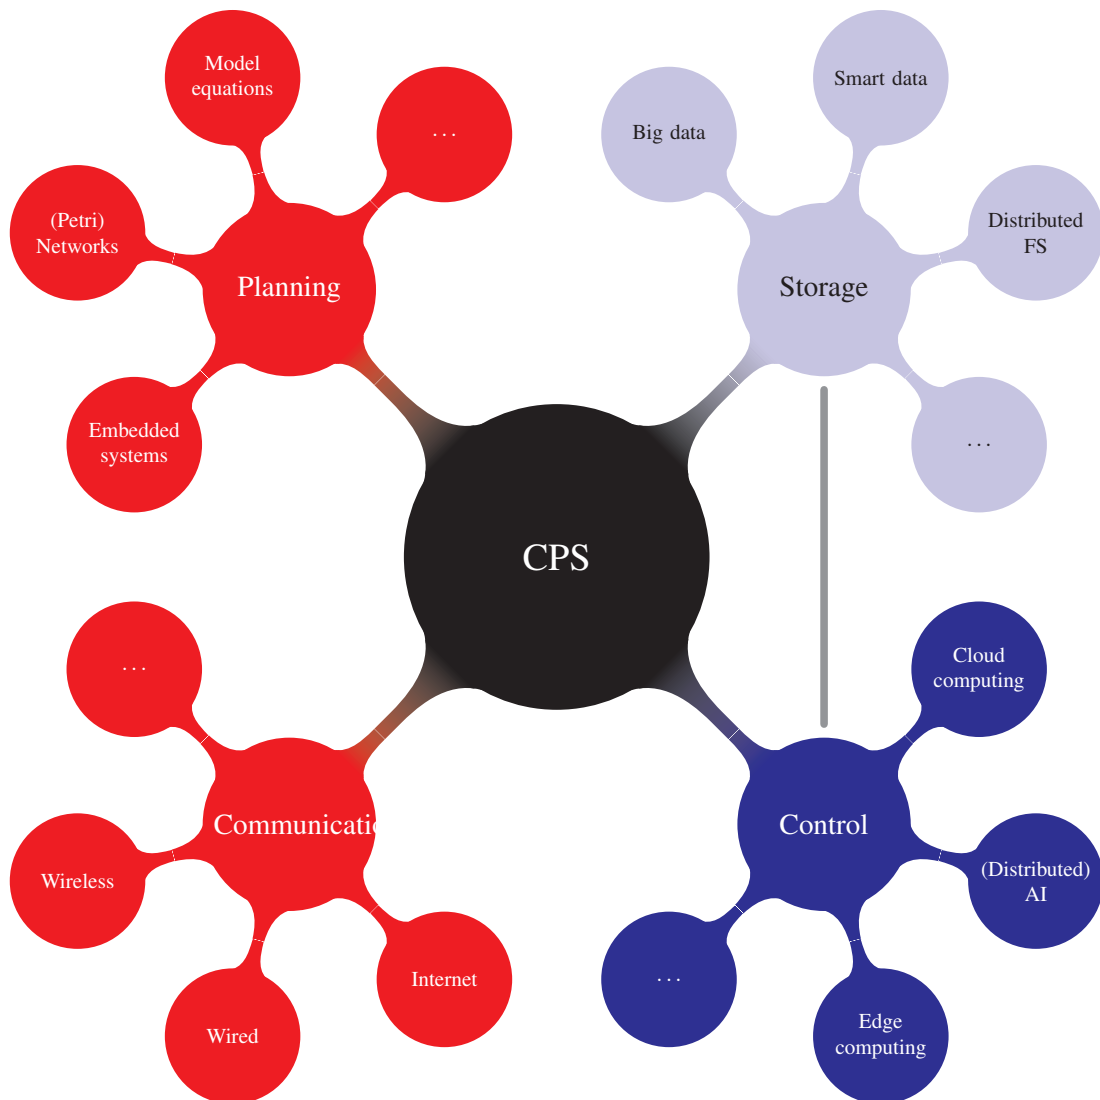 Model
equations
. . .
(Petri)
Networks
Planning
Embedded
systems
Big data
Smart data
Distributed
FS
Storage
. . .
CPS
. . .
Communicatio
Wireless
Wired
Internet
Cloud
computing
Control
(Distributed)
AI
. . .
Edge
computing